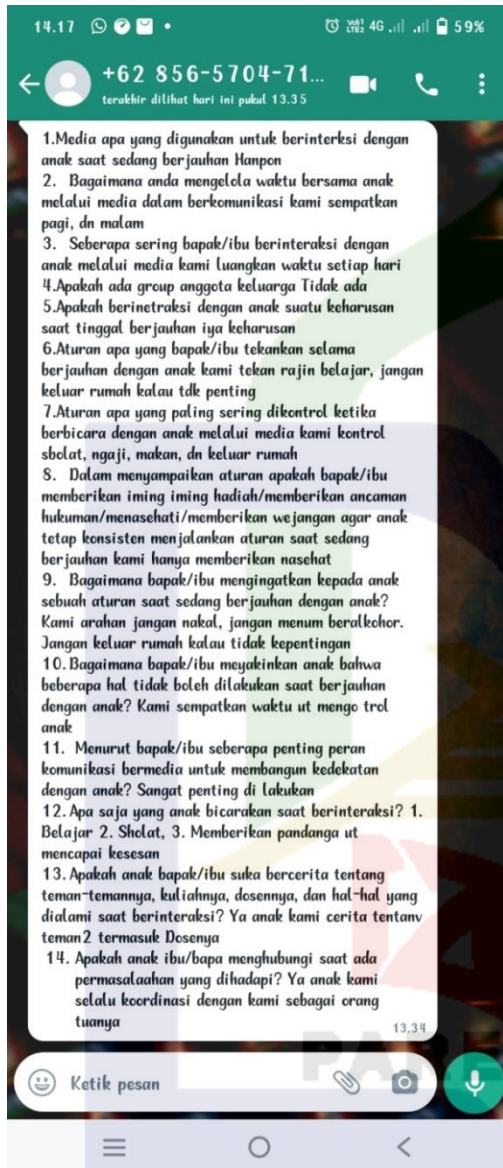 14.17
4G 59%
+62 856-5704-71...
terakhir dilihat hari ini pukul 13.35
1.Media apa yang digunakan untuk berinterksi dengan
anak saat sedang berjauhan Hanpon
2. Bagaimana anda mengelola waktu bersama anak
melalui media dalam berkomunikasi kami sempatkan
pagi, dn malam
3. Seberapa sering bapak/ibu berinteraksi dengan
anak melalui media kami luangkan waktu setiap hari
4.Apakah ada group anggota keluarga Tidak ada
5.Apakah berinetraksi dengan anak suatu keharusan
saat tinggal berjauhan iya keharusan
6.Aturan apa yang bapak/ibu tekankan selama
berjauhan dengan anak kami tekan rajin belajar, jangan
keluar rumah kalau tdk penting
7.Aturan apa yang paling sering dikontrol ketika
berbicara dengan anak melalui media kami kontrol
sholat, ngaji, makan, dn keluar rumah
8. Dalam menyampaikan aturan apakah bapak/ibu
memberikan iming iming hadiah/memberikan ancaman
hukuman/menasehati/memberikan wejangan agar anak
tetap konsisten menjalankan aturan saat sedang
berjauhan kami hanya memberikan nasehat
9. Bagaimana bapak/ibu mengingatkan kepada anak
sebuah aturan saat sedang berjauhan dengan anak?
Kami arahan jangan nakal, jangan menum beralkohor.
Jangan keluar rumah kalau tidak kepentingan
10. Bagaimana bapak/ibu meyakinkan anak bahwa
beberapa hal tidak boleh dilakukan saat berjauhan
dengan anak? Kami sempatkan waktu ut mengo trol
anak
11. Menurut bapak/ibu seberapa penting peran
komunikasi bermedia untuk membangun kedekatan
dengan anak? Sangat penting di lakukan
12. Apa saja yang anak bicarakan saat berinteraksi? 1.
Belajar 2. Sholat, 3. Memberikan pandanga ut
mencapai kesesan
13. Apakah anak bapak/ibu suka bercerita tentang
teman-temannya, kuliahnya, dosennya, dan hal-hal yang
dialami saat berinteraksi? Ya anak kami cerita tentanv
teman2 termasuk Dosenya
14. Apakah anak ibu/bapa menghubungi saat ada
permasalaahan yang dihadapi? Ya anak kami
selalu koordinasi dengan kami sebagai orang
tuanya
13.34
Ketik pesan